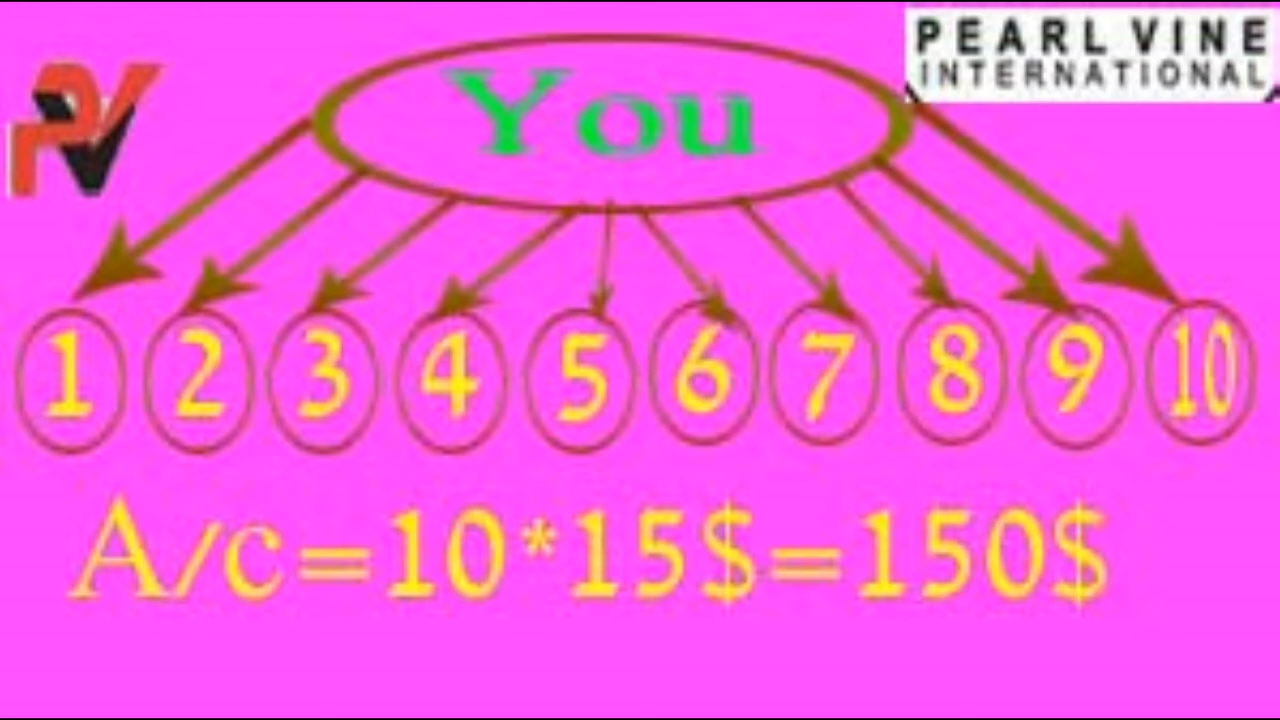 PEARL VINE
INTERNATIONAL
PV
You
1 2 3 4 5 6 7 8 9 10
A/c=10*15$=150$